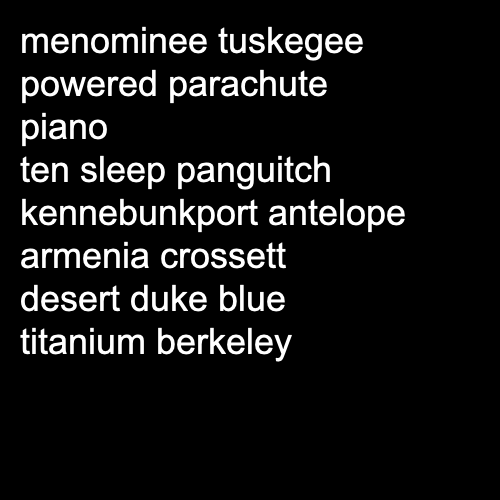 menominee tuskegee
powered parachute
piano
ten sleep panguitch
kennebunkport antelope
armenia crossett
desert duke blue
titanium berkeley